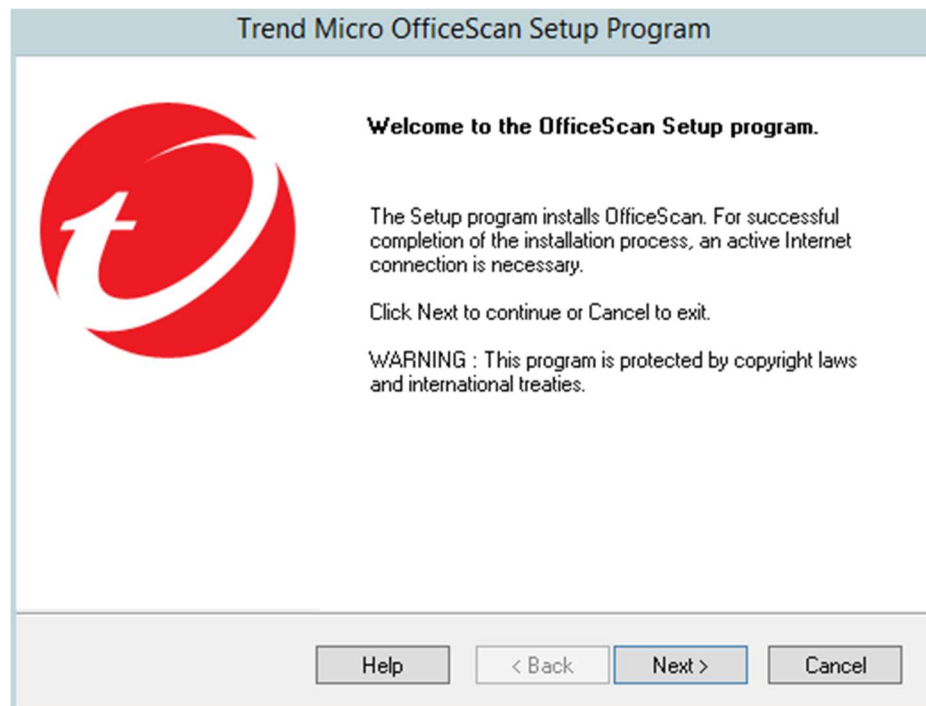 Trend Micro OfficeScan Setup Program
Welcome to the OfficeScan Setup program.
The Setup program installs OfficeScan. For successful
completion of the installation process, an active Internet
connection is necessary.
Click Next to continue or Cancel to exit.
WARNING : This program is protected by copyright laws
and international treaties.
Help
< Back
Next >
Cancel